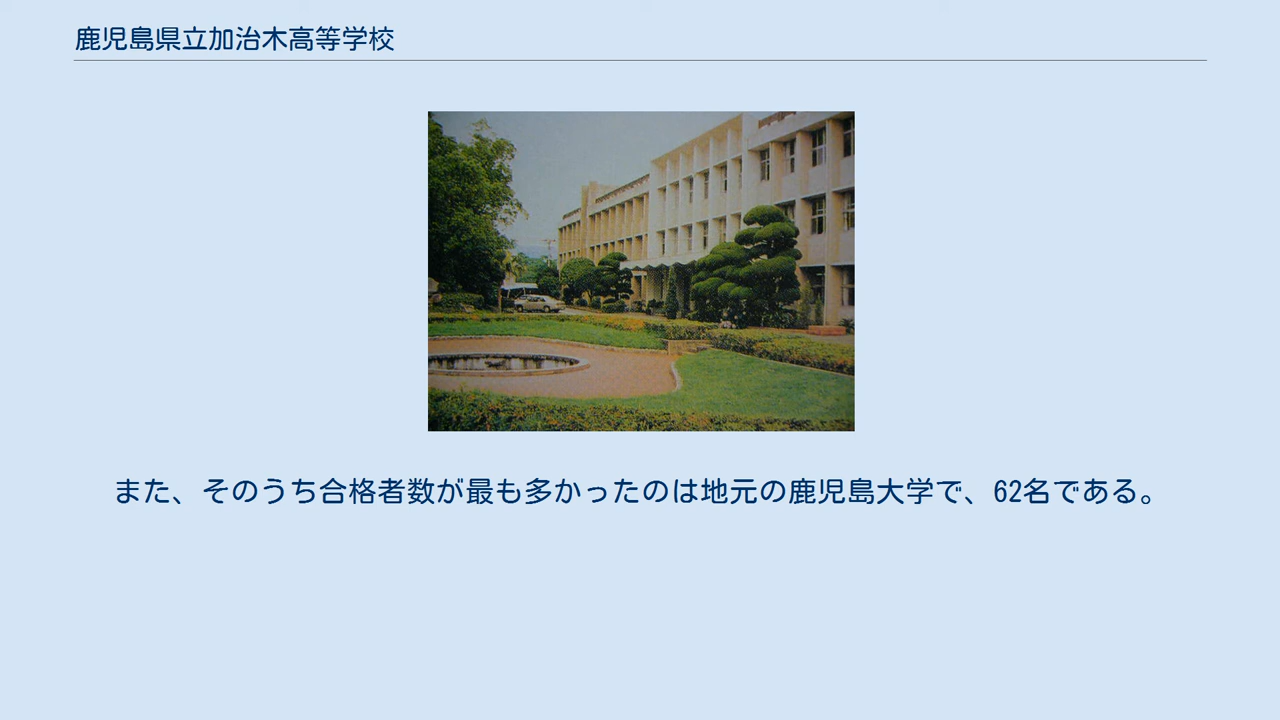 鹿児島県立加治木高等学校
また、そのうち合格者数が最も多かったのは地元の鹿児島大学で、62名である。